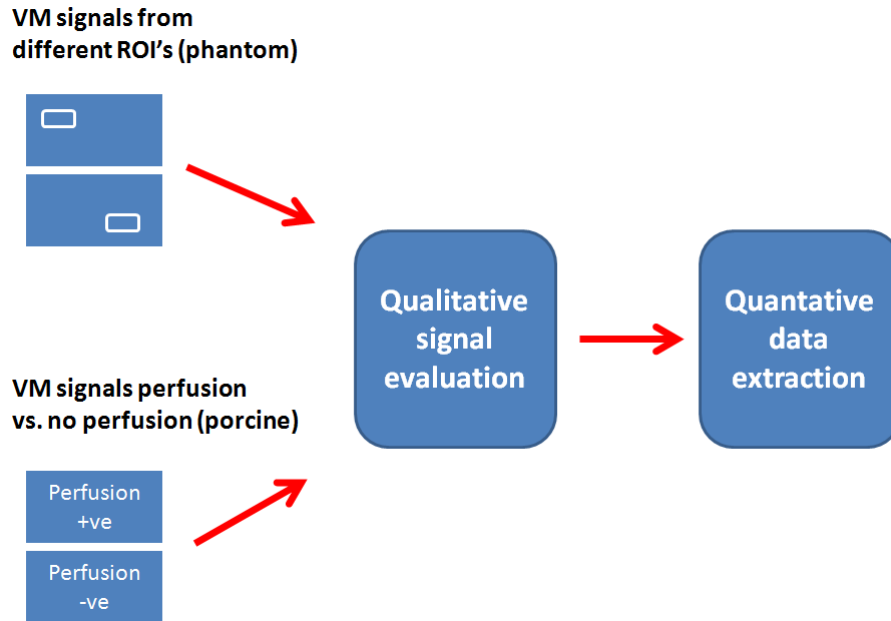 VM signals from
different ROI's (phantom)
Qualitative
signal
evaluation
Quantative
data
extraction
VM signals perfusion
vs. no perfusion (porcine)
Perfusion
+ve
Perfusion
-ve